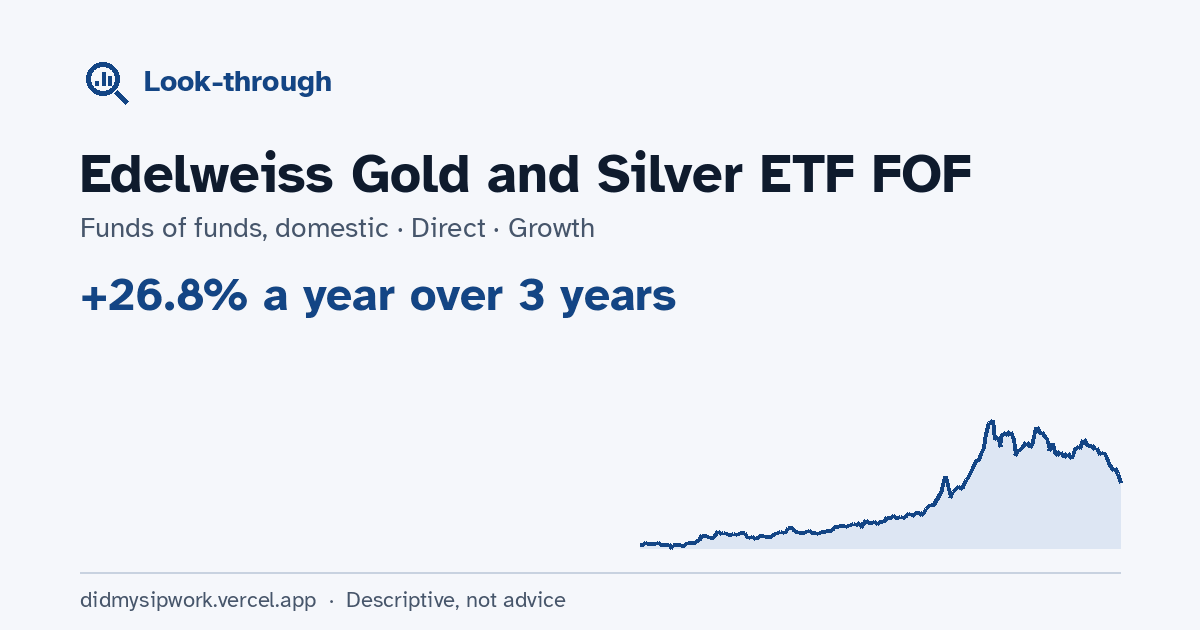 Look-through
Edelweiss Gold and Silver ETF FOF
Funds of funds, domestic · Direct · Growth
+26.8% a year over 3 years
didmysipwork.vercel.app · Descriptive, not advice